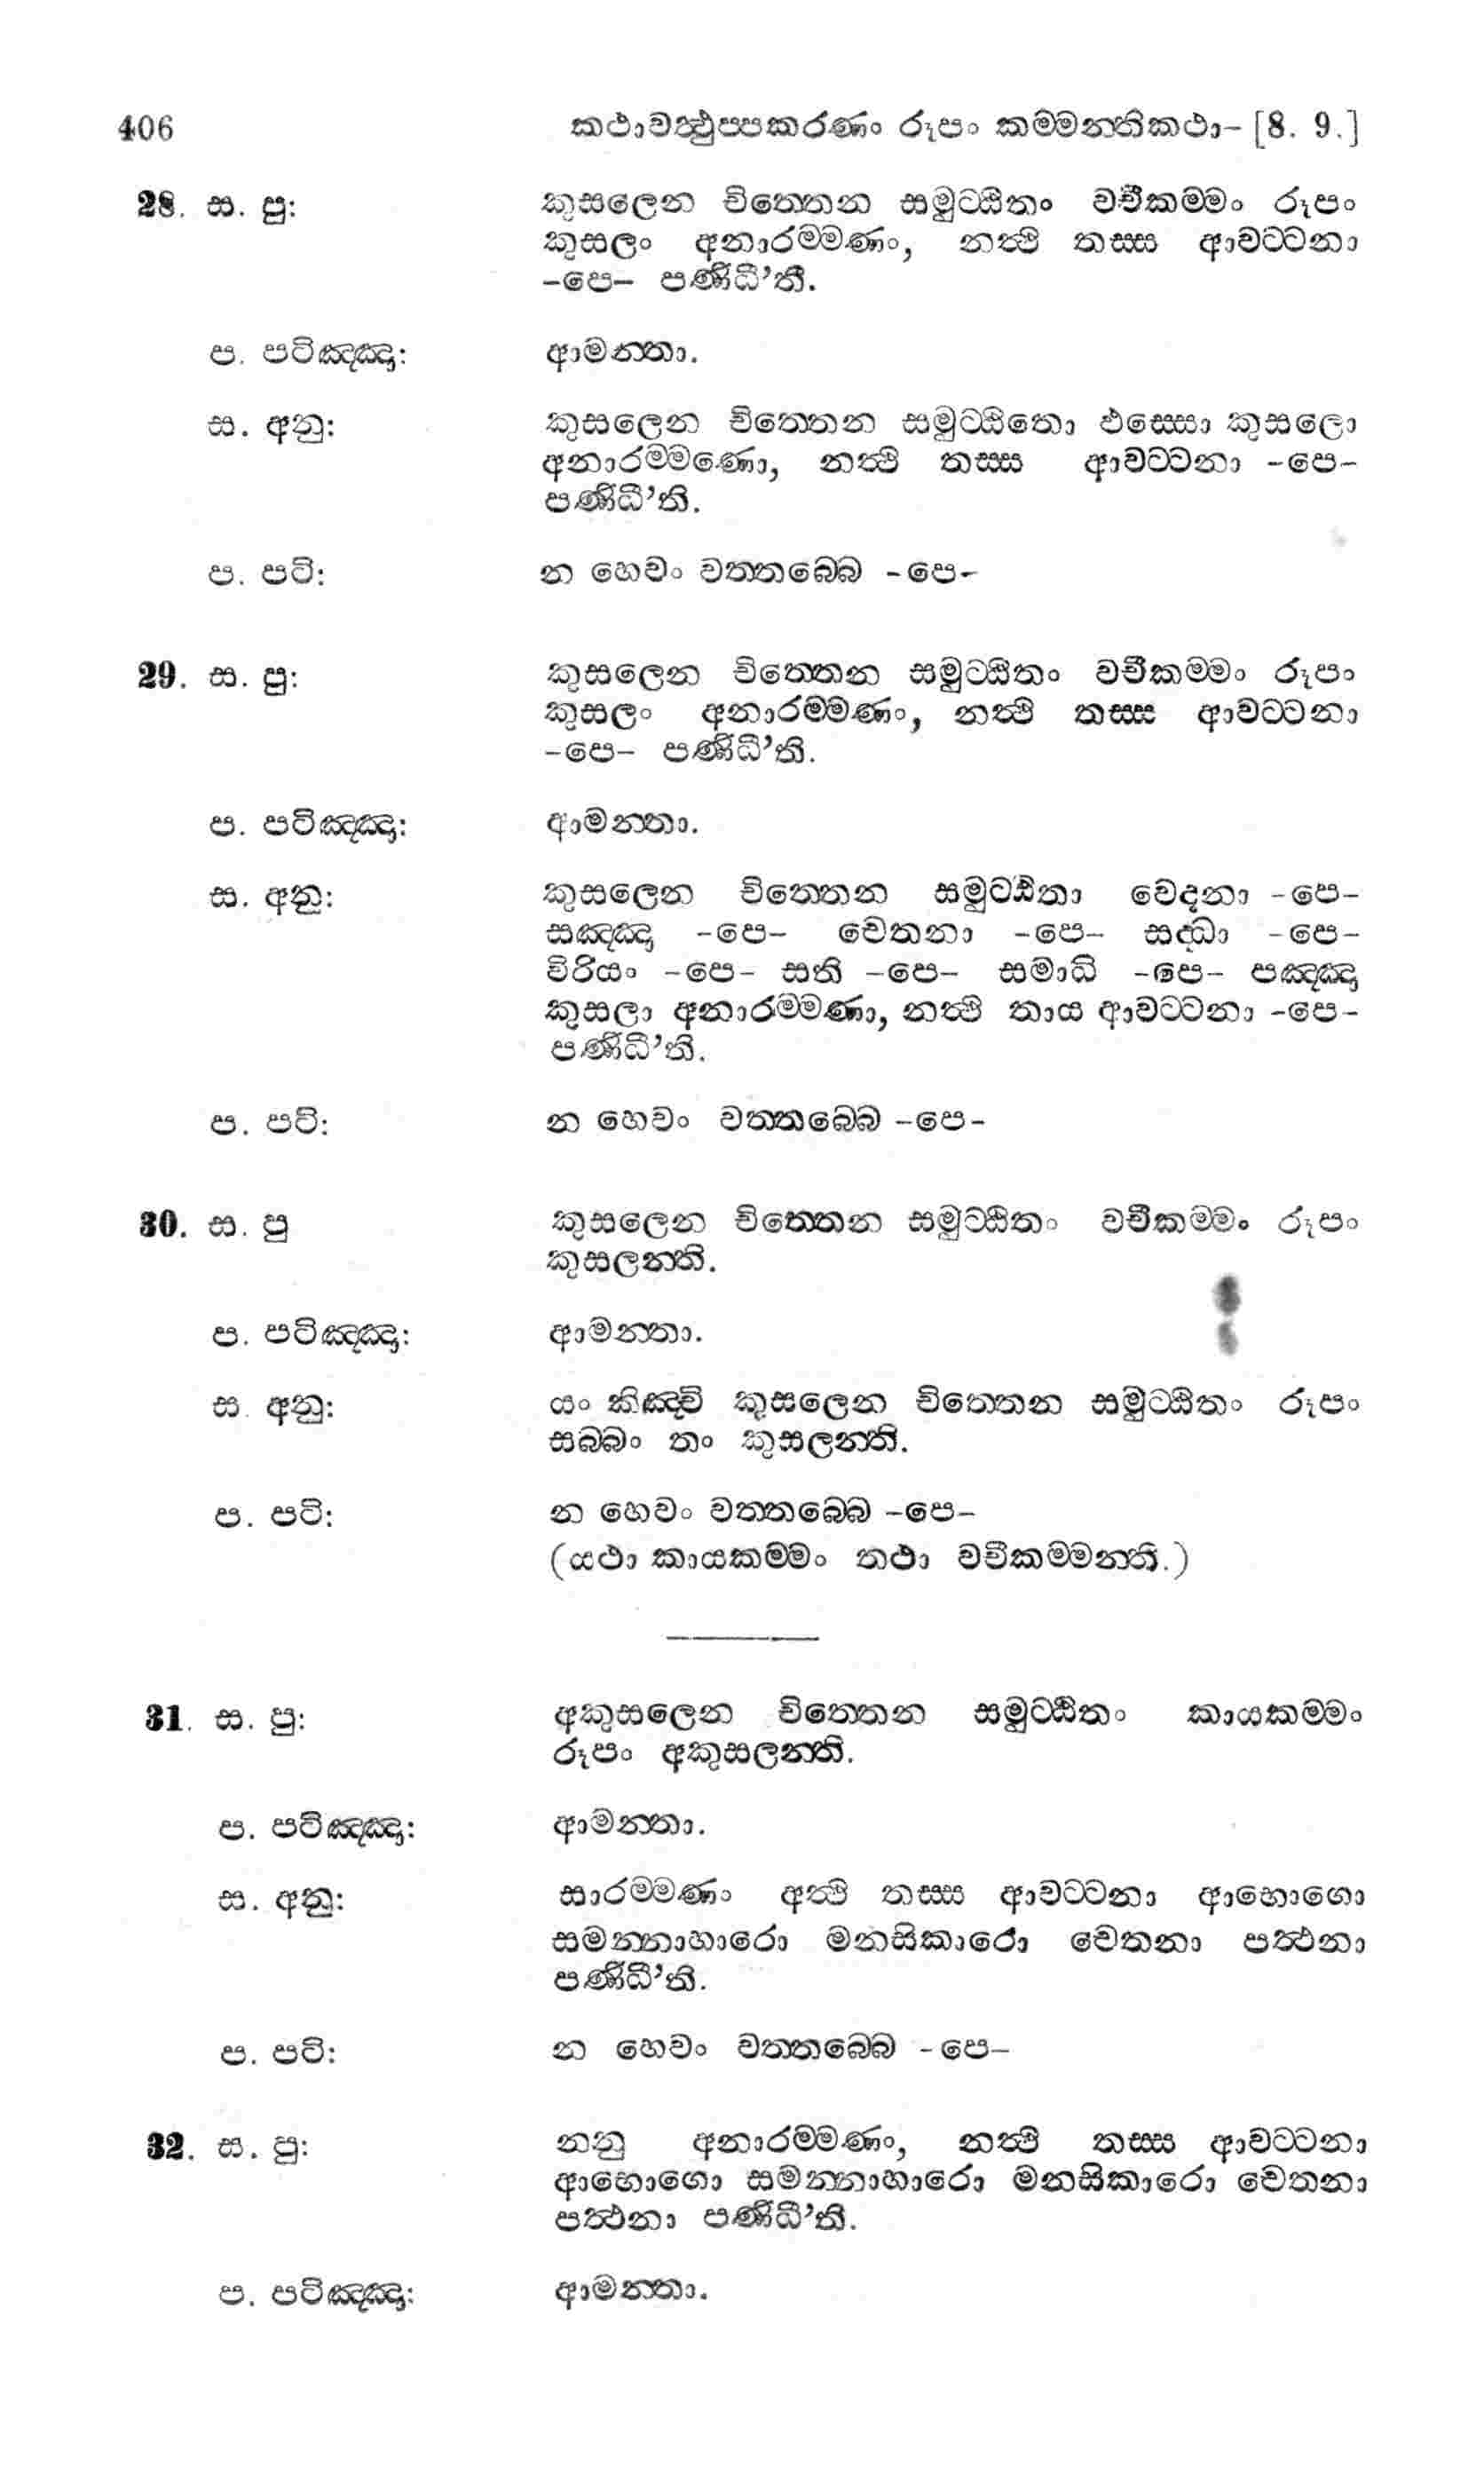 406 කථාවත්‍ථුප්පකරණං රූපං කම්මන්තිකථා- [8. 9.]
28. ස. පු: කුසලෙන චිත්තෙන සමුට්ඨිතං වචීකම්මං රූපං
කුසලං අනාරම්මණං, නත්‍ථි තස්ස ආවට්ටනා
-පෙ- පණිධී’තී.
ප. පටිඤ්ඤා: ආමන්තා.
ස. අනු: කුසලෙන චිත්තෙන සමුට්ඨිතො ඵස්සො කුසලො
අනාරම්මණො, නත්‍ථි තස්ස ආවට්ටනා -පෙ-
පණිධී’ති.
ප. පටි: න හෙවං වත්තබ්බෙ -පෙ-
29. ස. පු: කුසලෙන චිත්තෙන සමුට්ඨිතං වචීකම්මං රූපං
කුසලං අනාරම්මණං, නත්‍ථි තස්ස ආවට්ටනා
-පෙ- පණිධී’ති.
ප. පටිඤ්ඤා: ආමන්තා.
ස. අනු: කුසලෙන චිත්තෙන සමුට්ඨිතා වෙදනා -පෙ-
සඤ්ඤා -පෙ- චෙතනා -පෙ- සද්ධා -පෙ-
විරියං -පෙ- සති -පෙ- සමාධි -පෙ- පඤ්ඤා
කුසලා අනාරම්මණා, නත්‍ථි තාය ආවට්ටනා -පෙ-
පණිධී’ති.
ප. පටි: න හෙවං වත්තබ්බෙ -පෙ-
30. ස. පු කුසලෙන චිත්තෙන සමුට්ඨිතං වචීකම්මං රූපං
කුසලන්ති.
ප. පටිඤ්ඤා: ආමන්තා.
ස. අනු: යං කිඤ්චි කුසලෙන චිත්තෙන සමුට්ඨිතං රූපං
සබ්බං තං කුසලන්ති.
ප. පටි: න හෙවං වත්තබ්බෙ -පෙ-
(යථා කායකම්මං තථා වචීකම්මන්ති.)
31. ස. පු: අකුසලෙන චිත්තෙන සමුට්ඨිතං කායකම්මං
රූපං අකුසලන්ති.
ප. පටිඤ්ඤා: ආමන්තා.
ස. අනු: සාරම්මණං අත්‍ථි තස්ස ආවට්ටනා ආභොගො
සමන්නාහාරො මනසිකාරො චෙතනා පත්‍ථනා
පණිධී’ති.
ප. පටි: න හෙවං වත්තබ්බෙ -පෙ-
32. ස. පු: නනු අනාරම්මණං, නත්‍ථි තස්ස ආවට්ටනා
ආභොගො සමන්නාහාරො මනසිකාරො චෙතනා
පත්‍ථනා පණිධී’ති.
ප. පටිඤ්ඤා: ආමන්තා.